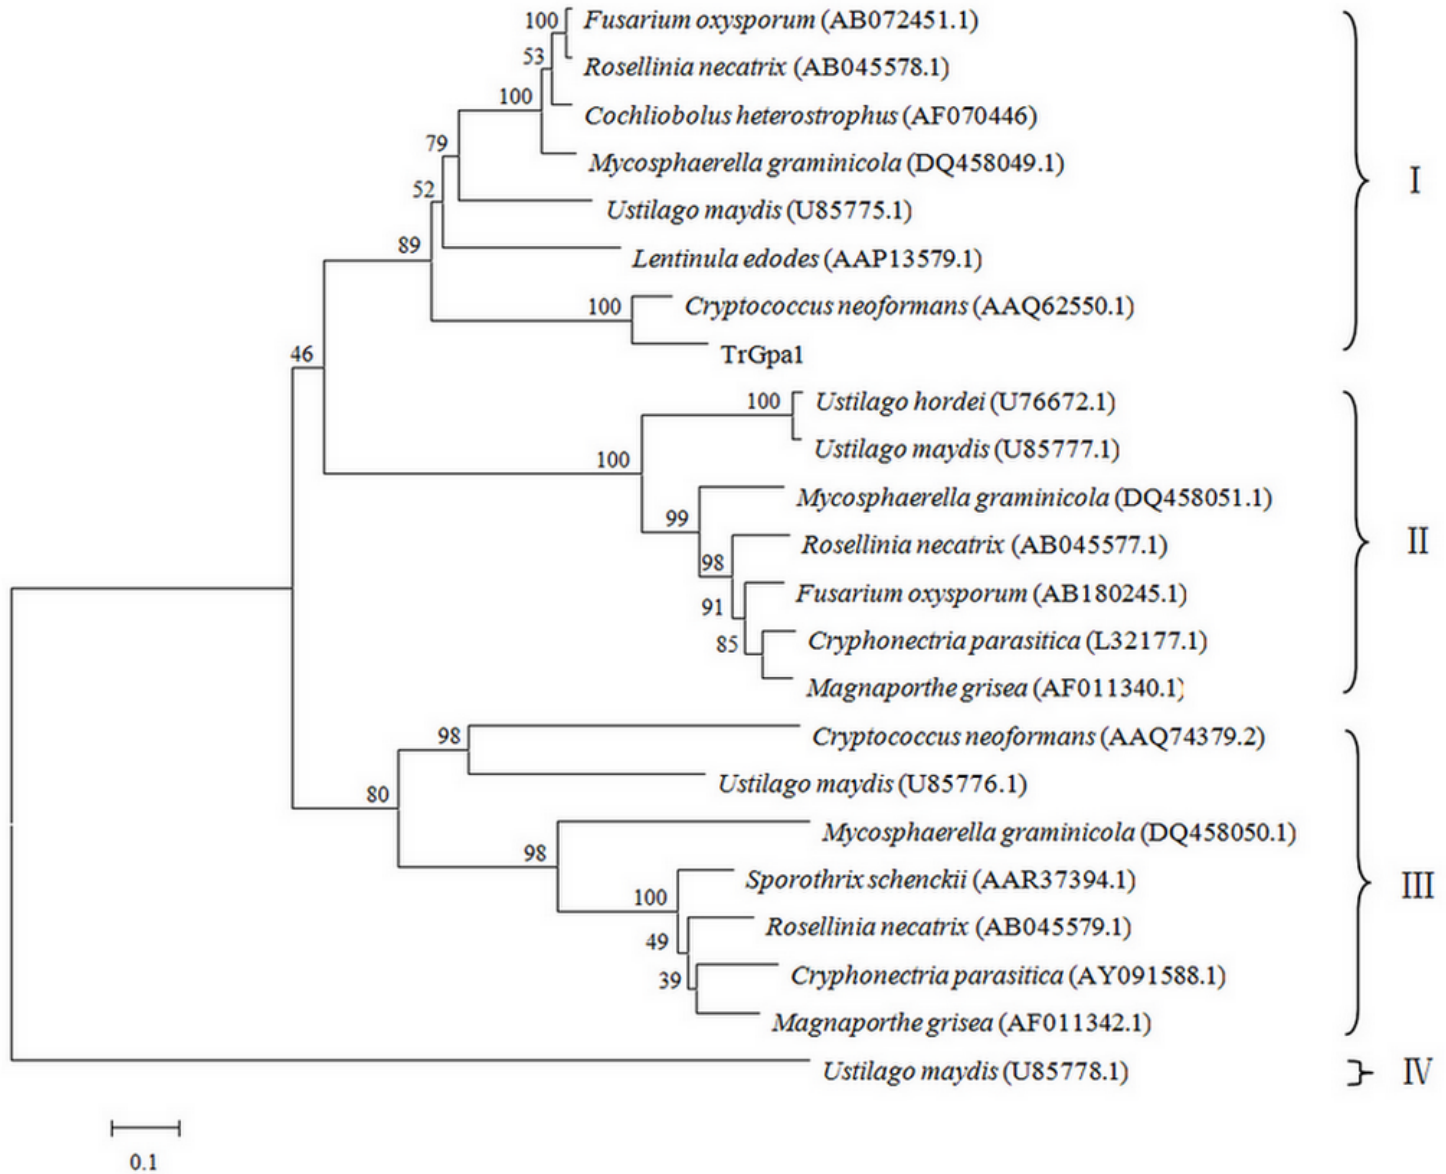 100 Fusarium oxysporum (AB072451.1)
53 Rosellinia necatrix (AB045578.1)
100 Cochliobolus heterostrophus (AF070446)
79 Mycosphaerella graminicola (DQ458049.1)
I
52 Ustilago maydis (U85775.1)
89 Lentinula edodes (AAP13579.1)
100 Cryptococcus neoformans (AAQ62550.1)
46 TrGpa1
100 Ustilago hordei (U76672.1)
100 Ustilago maydis (U85777.1)
99 Mycosphaerella graminicola (DQ458051.1)
98 Rosellinia necatrix (AB045577.1)
II
91 Fusarium oxysporum (AB180245.1)
85 Cryphonectria parasitica (L32177.1)
Magnaporthe grisea (AF011340.1)
98 Cryptococcus neoformans (AAQ74379.2)
80 Ustilago maydis (U85776.1)
98 Mycosphaerella graminicola (DQ458050.1)
100 Sporothrix schenckii (AAR37394.1)
III
49 Rosellinia necatrix (AB045579.1)
39 Cryphonectria parasitica (AY091588.1)
Magnaporthe grisea (AF011342.1)
Ustilago maydis (U85778.1)
IV
0.1